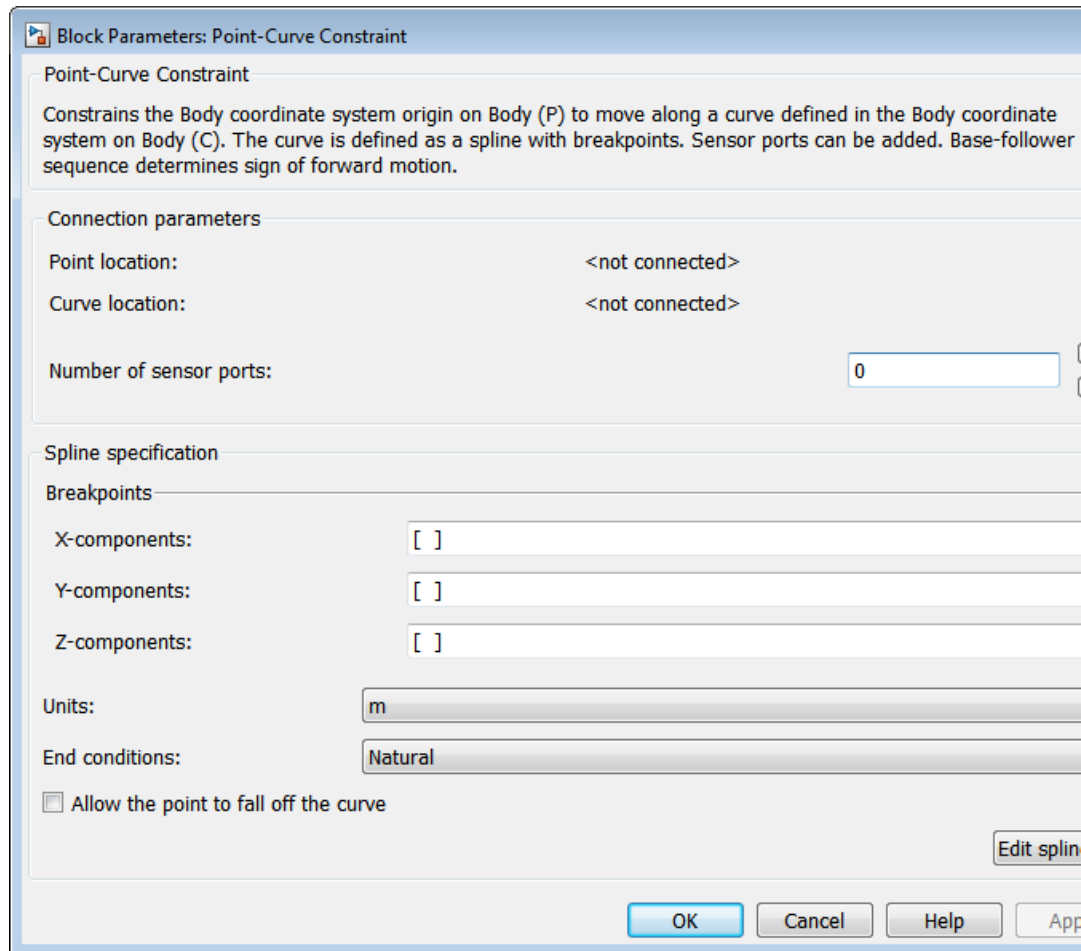 Block Parameters: Point-Curve Constraint
Point-Curve Constraint
Constrains the Body coordinate system origin on Body (P) to move along a curve defined in the Body coordinate
system on Body (C). The curve is defined as a spline with breakpoints. Sensor ports can be added. Base-follower
sequence determines sign of forward motion.
Connection parameters
Point location: <not connected>
Curve location: <not connected>
Number of sensor ports: 0
Spline specification
Breakpoints
X-components: [ ]
Y-components: [ ]
Z-components: [ ]
Units: m
End conditions: Natural
Allow the point to fall off the curve
Edit spline
OK Cancel Help App